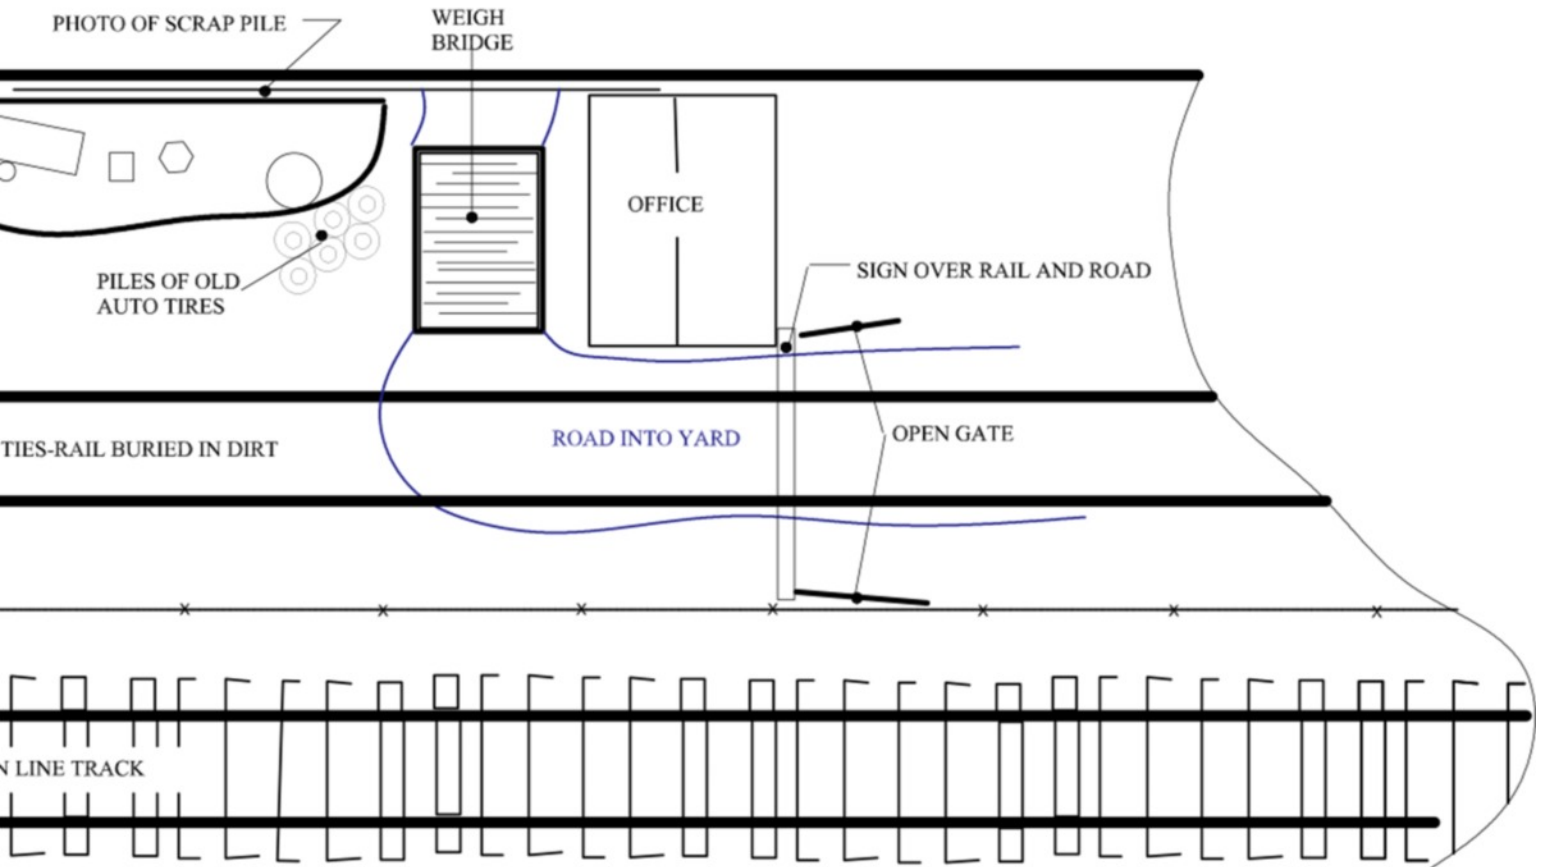 PHOTO OF SCRAP PILE
WEIGH
BRIDGE
OFFICE
SIGN OVER RAIL AND ROAD
PILES OF OLD
AUTO TIRES
OPEN GATE
ROAD INTO YARD
TIES-RAIL BURIED IN DIRT
N LINE TRACK